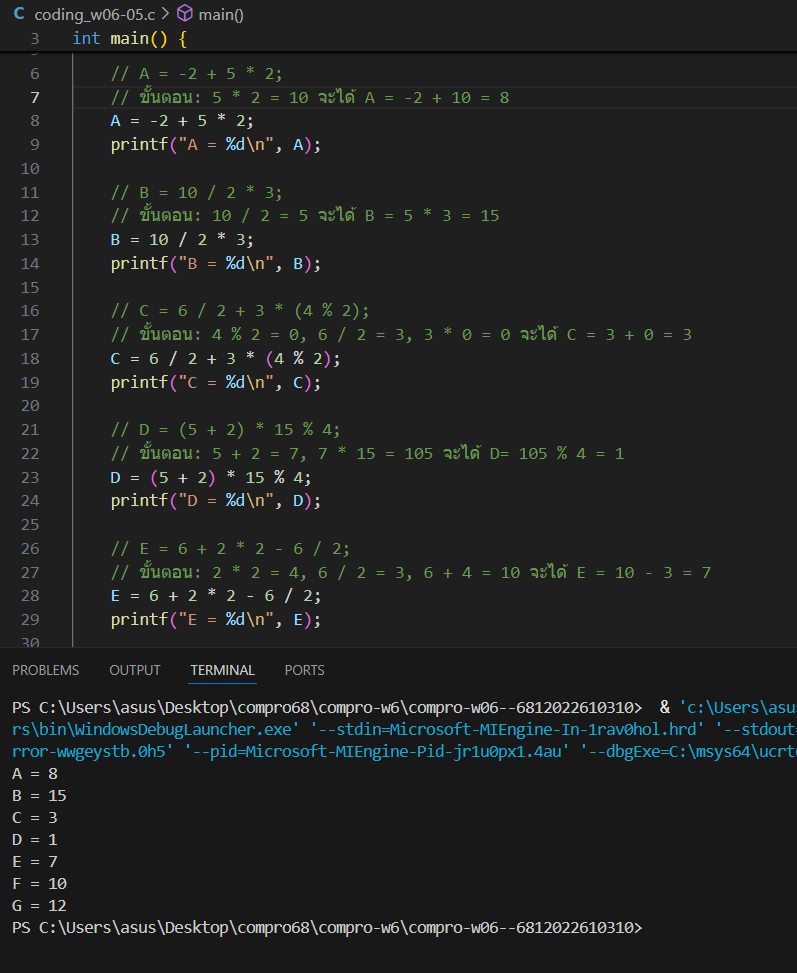 coding_w06-05.c > main()
3 int main() {
6 // A = -2 + 5 * 2;
7 // ขั้นตอน: 5 * 2 = 10 จะได้ A = -2 + 10 = 8
8 A = -2 + 5 * 2;
9 printf("A = %d\n", A);
10
11 // B = 10 / 2 * 3;
12 // ขั้นตอน: 10 / 2 = 5 จะได้ B = 5 * 3 = 15
13 B = 10 / 2 * 3;
14 printf("B = %d\n", B);
15
16 // C = 6 / 2 + 3 * (4 % 2);
17 // ขั้นตอน: 4 % 2 = 0, 6 / 2 = 3, 3 * 0 = 0 จะได้ C = 3 + 0 = 3
18 C = 6 / 2 + 3 * (4 % 2);
19 printf("C = %d\n", C);
20
21 // D = (5 + 2) * 15 % 4;
22 // ขั้นตอน: 5 + 2 = 7, 7 * 15 = 105 จะได้ D= 105 % 4 = 1
23 D = (5 + 2) * 15 % 4;
24 printf("D = %d\n", D);
25
26 // E = 6 + 2 * 2 - 6 / 2;
27 // ขั้นตอน: 2 * 2 = 4, 6 / 2 = 3, 6 + 4 = 10 จะได้ E = 10 - 3 = 7
28 E = 6 + 2 * 2 - 6 / 2;
29 printf("E = %d\n", E);
30
PROBLEMS OUTPUT TERMINAL PORTS
PS C:\Users\asus\Desktop\compro68\compro-w6\compro-w06--6812022610310> & 'c:\Users\asus
rs\bin\WindowsDebugLauncher.exe' '--stdin=Microsoft-MIEngine-In-1rav0hol.hrd' '--stdout=
rror-wwgeystb.0h5' '--pid=Microsoft-MIEngine-Pid-jr1u0px1.4au' '--dbgExe=C:\msys64\ucrt
A = 8
B = 15
C = 3
D = 1
E = 7
F = 10
G = 12
PS C:\Users\asus\Desktop\compro68\compro-w6\compro-w06--6812022610310>